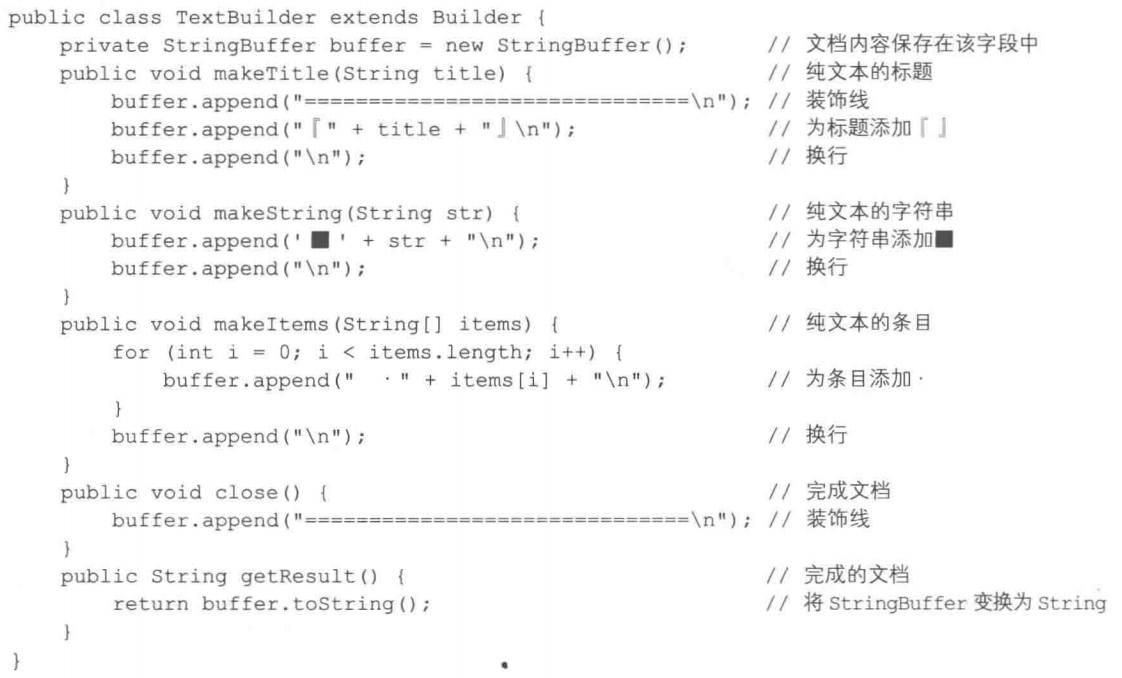 public class TextBuilder extends Builder {
    private StringBuffer buffer = new StringBuffer();      // 文档内容保存在该字段中
    public void makeTitle(String title) {                  // 纯文本的标题
        buffer.append("==============================\n"); // 装饰线
        buffer.append("『" + title + "』\n");               // 为标题添加『 』
        buffer.append("\n");                               // 换行
    }
    public void makeString(String str) {                   // 纯文本的字符串
        buffer.append('■' + str + "\n");                   // 为字符串添加■
        buffer.append("\n");                               // 换行
    }
    public void makeItems(String[] items) {                // 纯文本的条目
        for (int i = 0; i < items.length; i++) {
            buffer.append("  ·" + items[i] + "\n");        // 为条目添加·
        }
        buffer.append("\n");                               // 换行
    }
    public void close() {                                  // 完成文档
        buffer.append("==============================\n"); // 装饰线
    }
    public String getResult() {                            // 完成的文档
        return buffer.toString();                          // 将 StringBuffer 变换为 String
    }
}